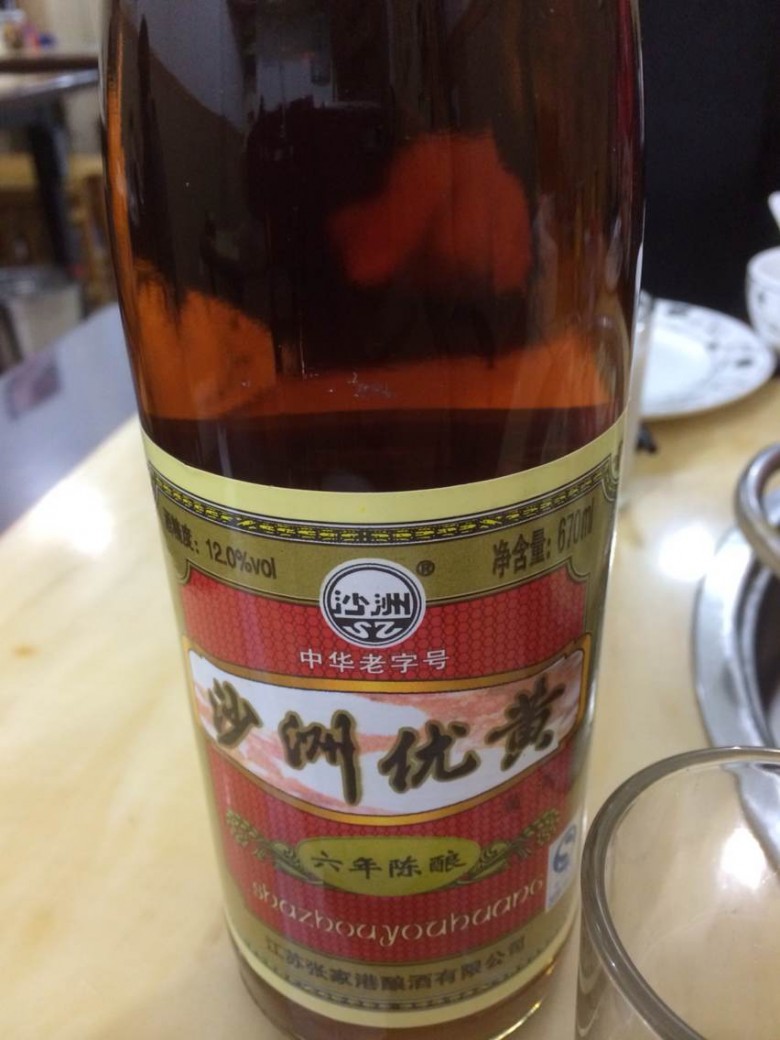 酒精度：12.0%vol
净含量：670ml
沙洲
SZ
®
中华老字号
沙洲优黄
六年陈酿
shazhouyouhuang
江苏张家港酿酒有限公司